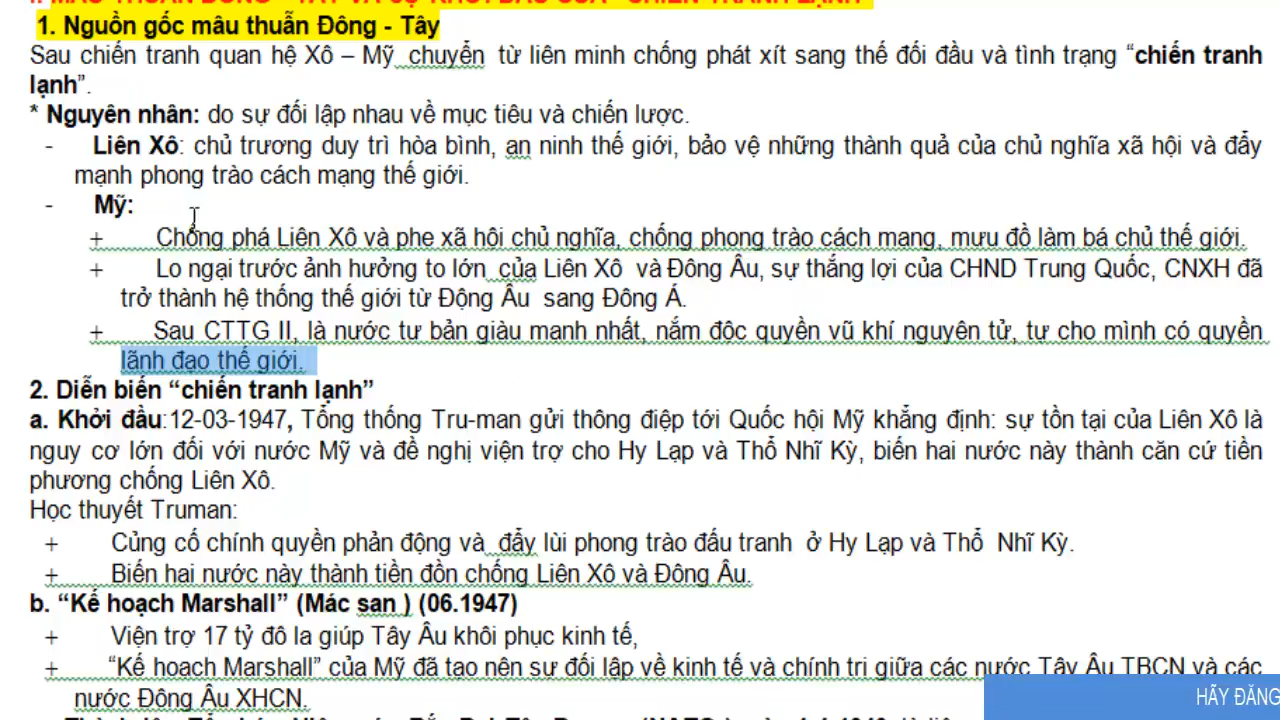 I. MÂU THUẪN ĐÔNG - TÂY VÀ SỰ KHỞI ĐẦU CỦA "CHIẾN TRANH LẠNH"
1. Nguồn gốc mâu thuẫn Đông - Tây
Sau chiến tranh quan hệ Xô – Mỹ chuyển từ liên minh chống phát xít sang thế đối đầu và tình trạng “chiến tranh
lạnh”.
* Nguyên nhân: do sự đối lập nhau về mục tiêu và chiến lược.
- Liên Xô: chủ trương duy trì hòa bình, an ninh thế giới, bảo vệ những thành quả của chủ nghĩa xã hội và đẩy
mạnh phong trào cách mạng thế giới.
- Mỹ:
+ Chống phá Liên Xô và phe xã hội chủ nghĩa, chống phong trào cách mang, mưu đồ làm bá chủ thế giới.
+ Lo ngại trước ảnh hưởng to lớn của Liên Xô và Đông Âu, sự thắng lợi của CHND Trung Quốc, CNXH đã
trở thành hệ thống thế giới từ Động Âu sang Đông Á.
+ Sau CTTG II, là nước tư bản giàu mạnh nhất, nắm độc quyền vũ khí nguyên tử, tự cho mình có quyền
lãnh đạo thế giới.
2. Diễn biến “chiến tranh lạnh”
a. Khởi đầu:12-03-1947, Tổng thống Tru-man gửi thông điệp tới Quốc hội Mỹ khẳng định: sự tồn tại của Liên Xô là
nguy cơ lớn đối với nước Mỹ và đề nghị viện trợ cho Hy Lạp và Thổ Nhĩ Kỳ, biến hai nước này thành căn cứ tiền
phương chống Liên Xô.
Học thuyết Truman:
+ Củng cố chính quyền phản động và đẩy lùi phong trào đấu tranh ở Hy Lạp và Thổ Nhĩ Kỳ.
+ Biến hai nước này thành tiền đồn chống Liên Xô và Đông Âu.
b. “Kế hoạch Marshall” (Mác san ) (06.1947)
+ Viện trợ 17 tỷ đô la giúp Tây Âu khôi phục kinh tế,
+ “Kế hoạch Marshall” của Mỹ đã tạo nên sự đối lập về kinh tế và chính trị giữa các nước Tây Âu TBCN và các
nước Đông Âu XHCN.
HÃY ĐĂNG